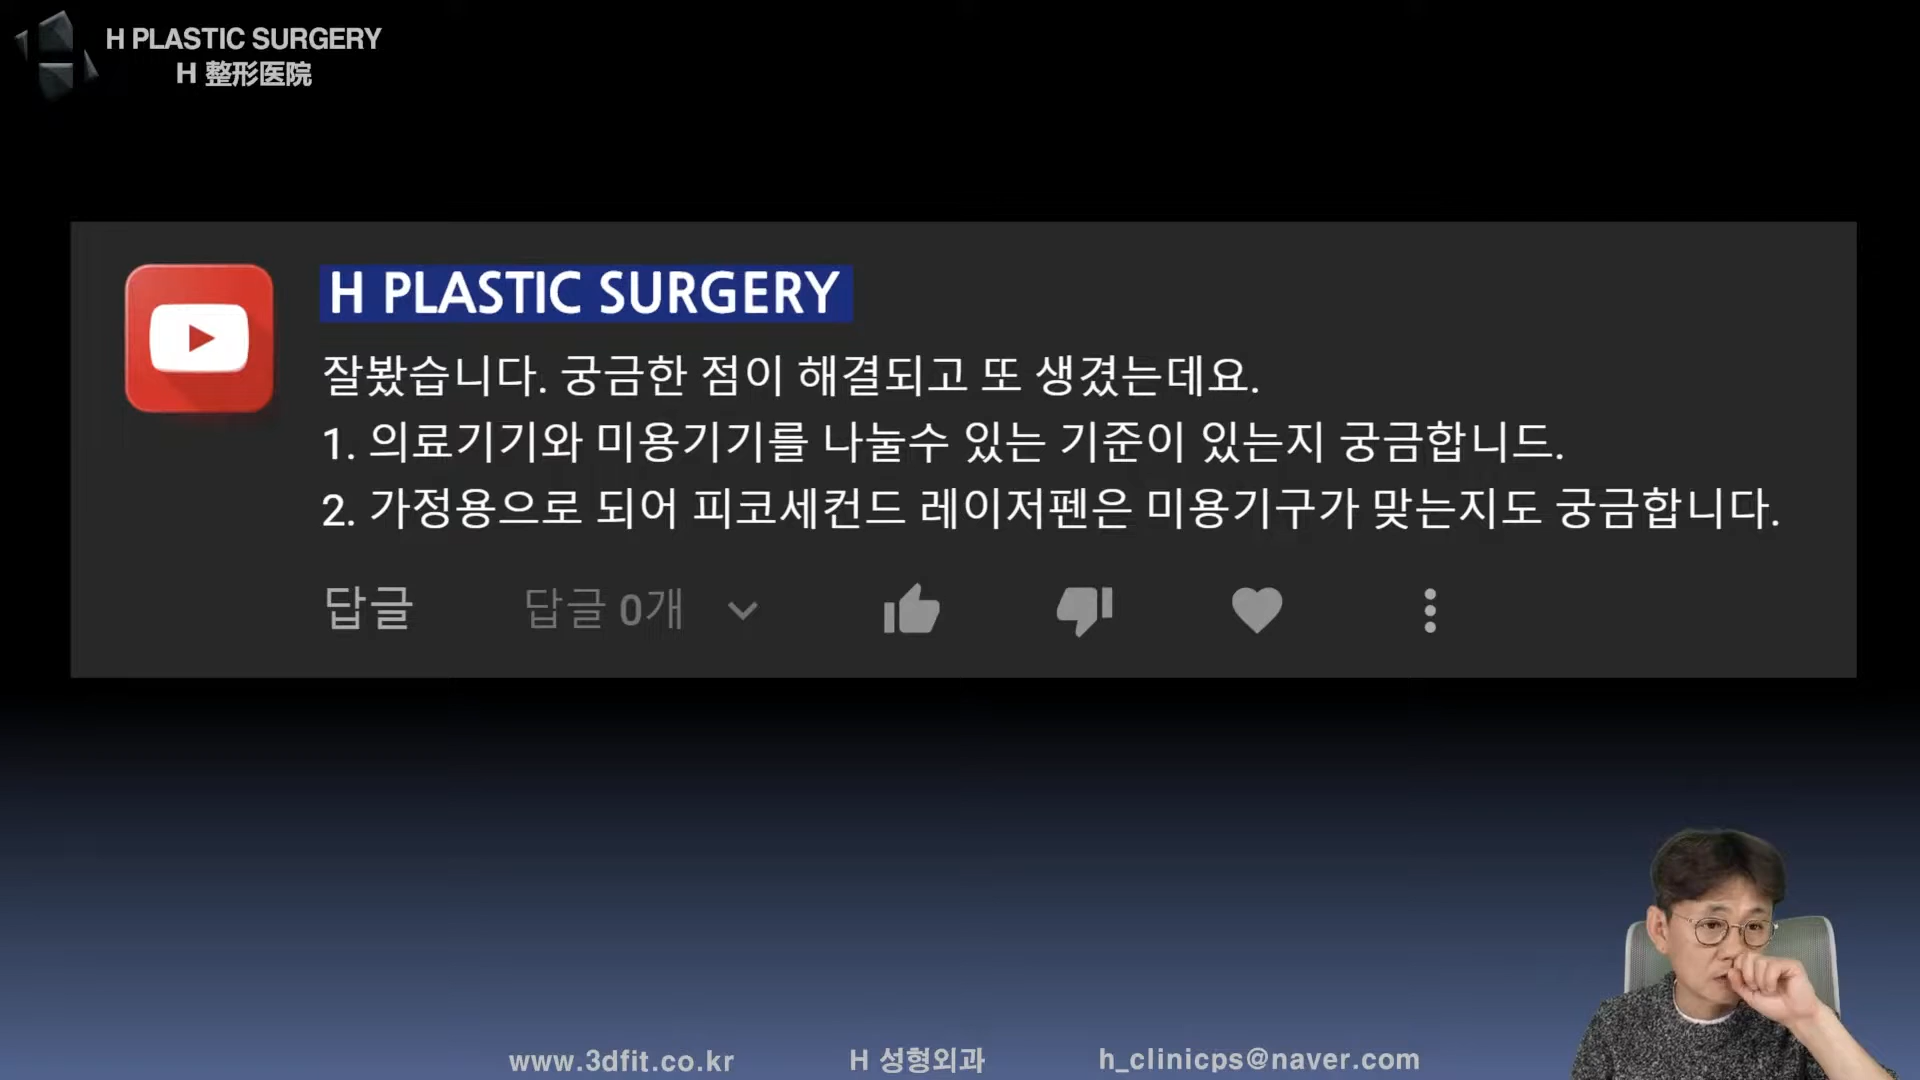 H PLASTIC SURGERY
H 整形医院
H PLASTIC SURGERY
잘봤습니다. 궁금한 점이 해결되고 또 생겼는데요.
1. 의료기기와 미용기기를 나눌수 있는 기준이 있는지 궁금합니드.
2. 가정용으로 되어 피코세컨드 레이저펜은 미용기구가 맞는지도 궁금합니다.
답글 답글 0개
www.3dfit.co.kr H 성형외과 h_clinicps@naver.com